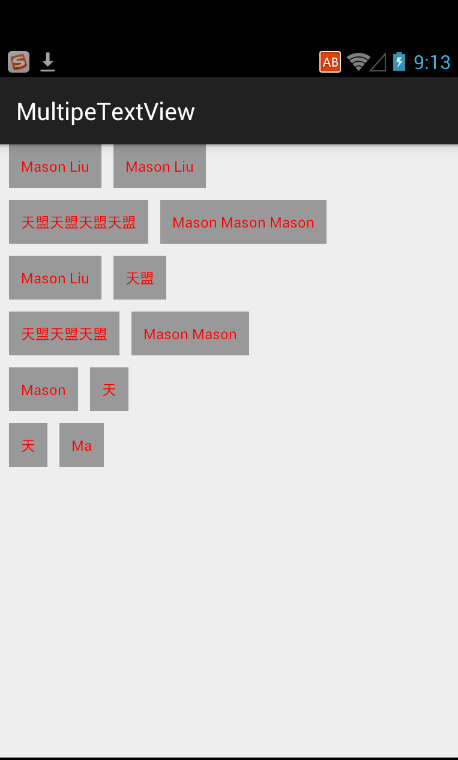 AB 9:13
MultipeTextView
Mason Liu Mason Liu
天盟天盟天盟天盟 Mason Mason Mason
Mason Liu 天盟
天盟天盟天盟 Mason Mason
Mason 天
天 Ma